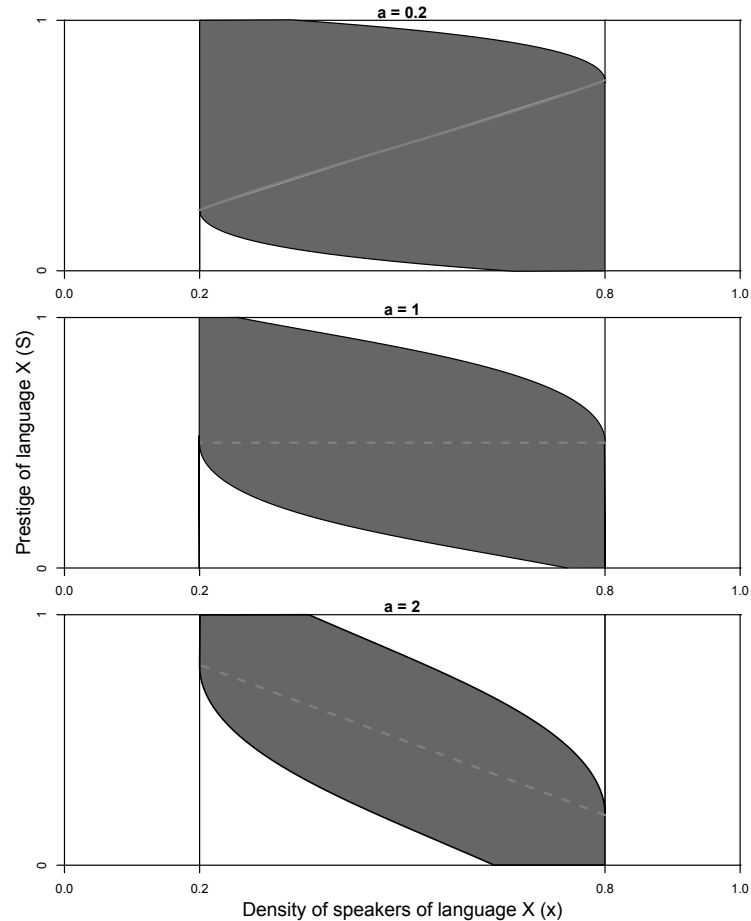 a = 0.2
1
0
0.0 0.2 0.8 1.0
a = 1
1
0
0.0 0.2 0.8 1.0
a = 2
1
0
0.0 0.2 0.8 1.0
Prestige of language X (S)
Density of speakers of language X (x)